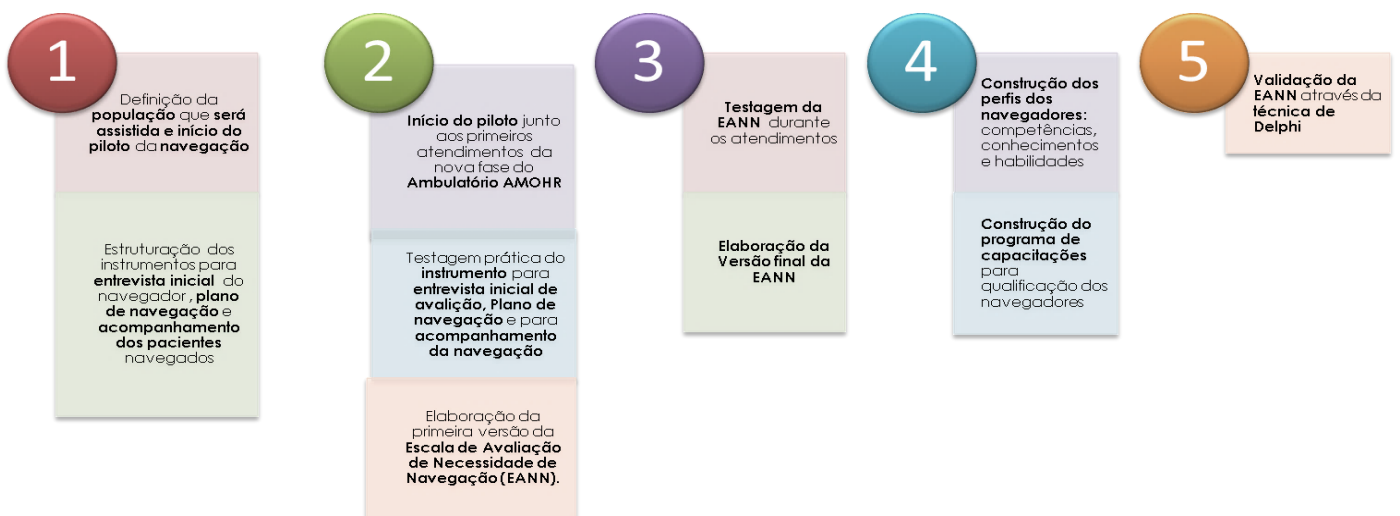 1
Definição da
população que será
assistida e início do
piloto da navegação
Estruturação dos
instrumentos para
entrevista inicial do
navegador, plano
de navegação e
acompanhamento
dos pacientes
navegados
2
Início do piloto junto
aos primeiros
atendimentos da
nova fase do
Ambulatório AMOHR
Testagem prática do
instrumento para
entrevista inicial de
avalição, Plano de
navegação e para
acompanhamento
da navegação
Elaboração da
primeira versão da
Escala de Avaliação
de Necessidade de
Navegação (EANN).
3
Testagem da
EANN durante
os atendimentos
Elaboração da
Versão final da
EANN
4
Construção dos
perfis dos
navegadores:
competências,
conhecimentos
e habilidades
Construção do
programa de
capacitações
para
qualificação dos
navegadores
5
Validação da
EANN através da
técnica de
Delphi